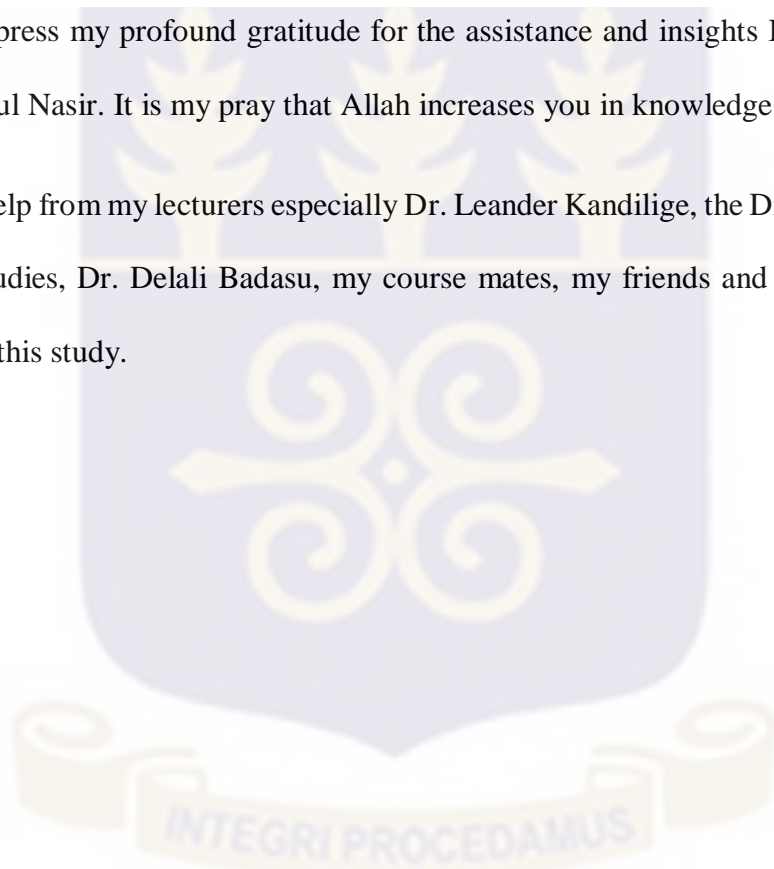 press my profound gratitude for the assistance and insights
ul Nasir. It is my pray that Allah increases you in knowledge
elp from my lecturers especially Dr. Leander Kandilige, the
udies, Dr. Delali Badasu, my course mates, my friends and
this study.
INTEGRI PROCEDAMUS